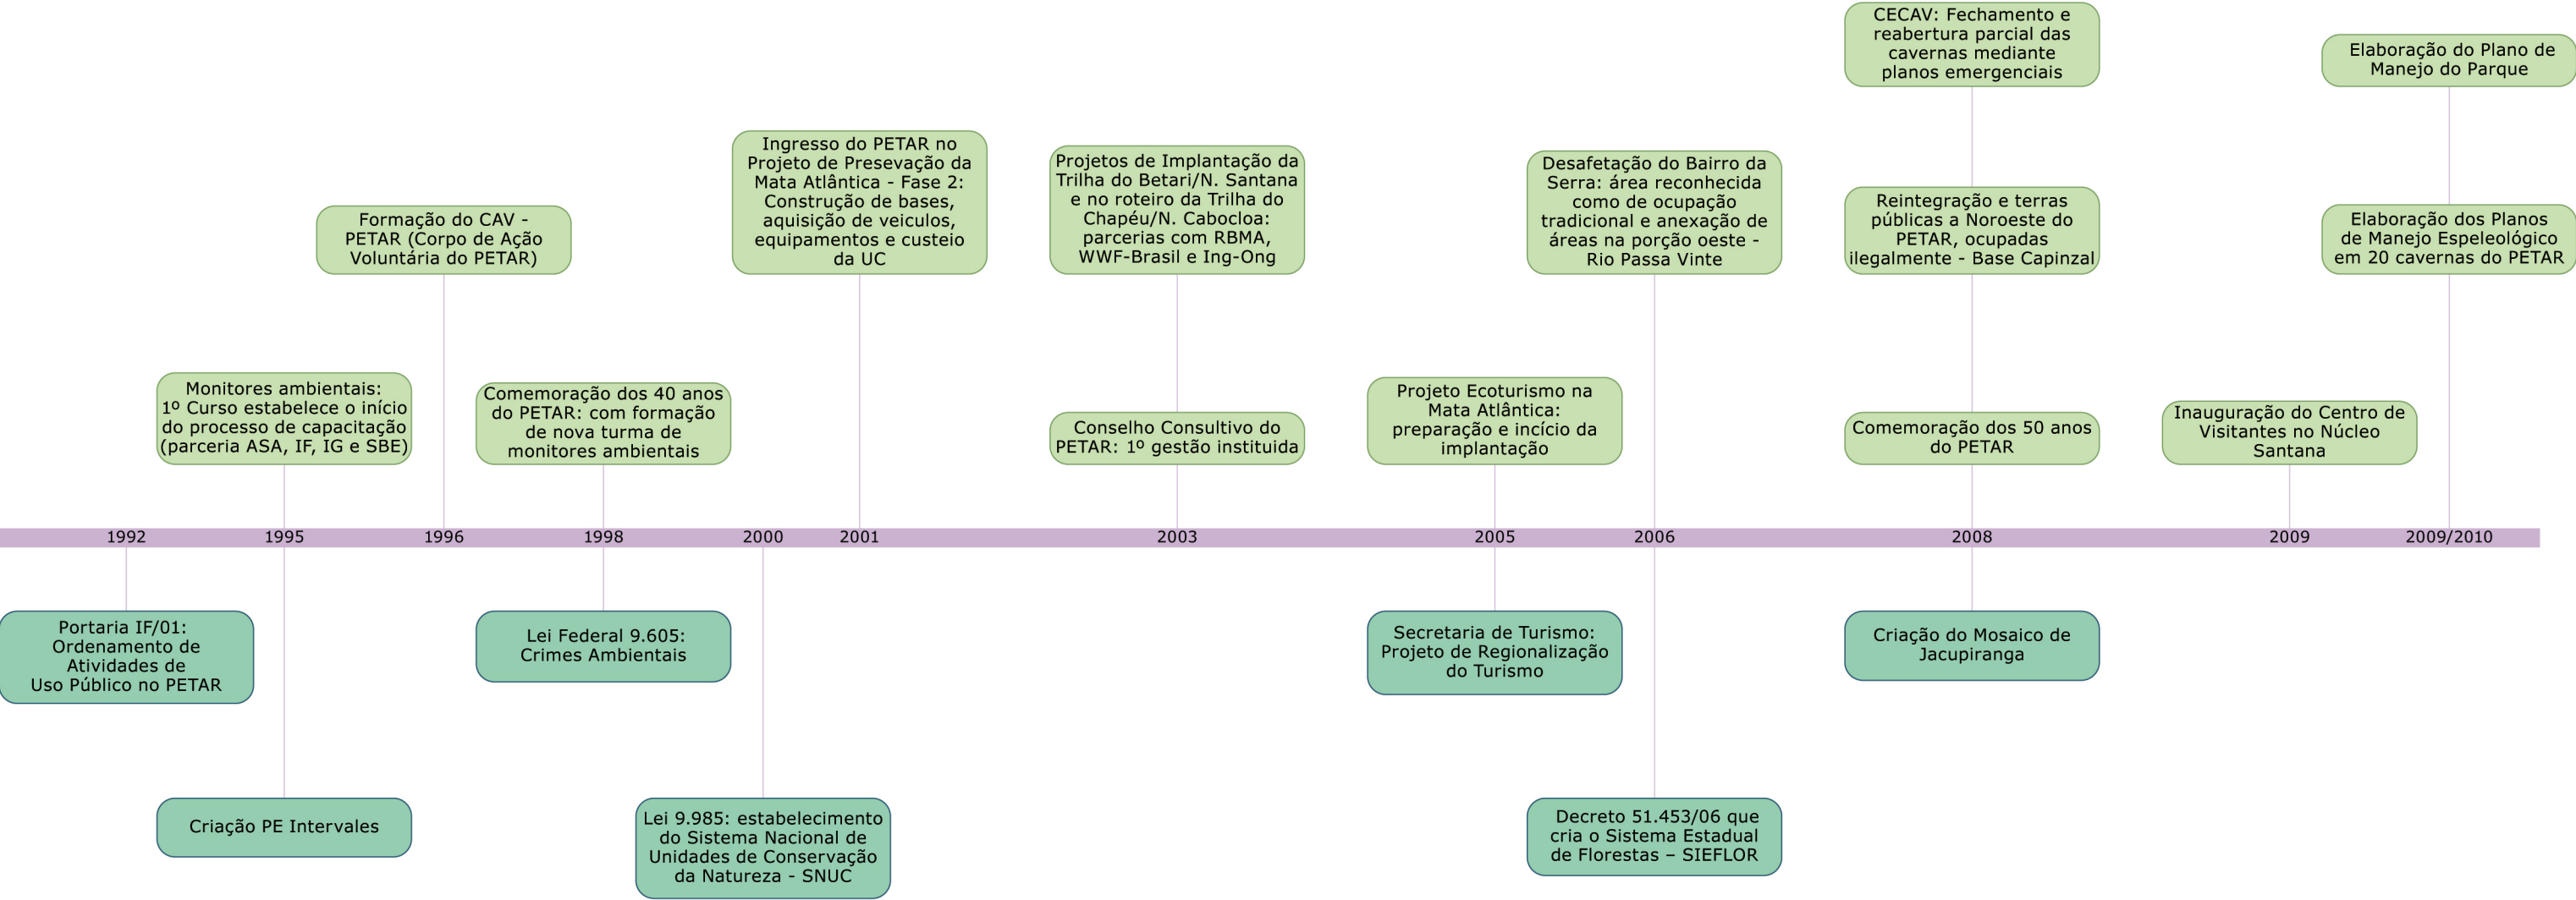 CECAV: Fechamento e
reabertura parcial das
cavernas mediante
planos emergenciais
Elaboração do Plano de
Manejo do Parque
Ingresso do PETAR no
Projeto de Presevação da
Mata Atlântica - Fase 2:
Construção de bases,
aquisição de veiculos,
equipamentos e custeio
da UC
Projetos de Implantação da
Trilha do Betari/N. Santana
e no roteiro da Trilha do
Chapéu/N. Cabocloa:
parcerias com RBMA,
WWF-Brasil e Ing-Ong
Desafetação do Bairro da
Serra: área reconhecida
como de ocupação
tradicional e anexação de
áreas na porção oeste -
Rio Passa Vinte
Reintegração e terras
públicas a Noroeste do
PETAR, ocupadas
ilegalmente - Base Capinzal
Formação do CAV -
PETAR (Corpo de Ação
Voluntária do PETAR)
Elaboração dos Planos
de Manejo Espeleológico
em 20 cavernas do PETAR
Monitores ambientais:
1º Curso estabelece o início
do processo de capacitação
(parceria ASA, IF, IG e SBE)
Comemoração dos 40 anos
do PETAR: com formação
de nova turma de
monitores ambientais
Conselho Consultivo do
PETAR: 1º gestão instituida
Projeto Ecoturismo na
Mata Atlântica:
preparação e incício da
implantação
Comemoração dos 50 anos
do PETAR
Inauguração do Centro de
Visitantes no Núcleo
Santana
1992 1995 1996 1998 2000 2001 2003 2005 2006 2008 2009 2009/2010
Portaria IF/01:
Ordenamento de
Atividades de
Uso Público no PETAR
Lei Federal 9.605:
Crimes Ambientais
Secretaria de Turismo:
Projeto de Regionalização
do Turismo
Criação do Mosaico de
Jacupiranga
Criação PE Intervales
Lei 9.985: estabelecimento
do Sistema Nacional de
Unidades de Conservação
da Natureza - SNUC
Decreto 51.453/06 que
cria o Sistema Estadual
de Florestas – SIEFLOR